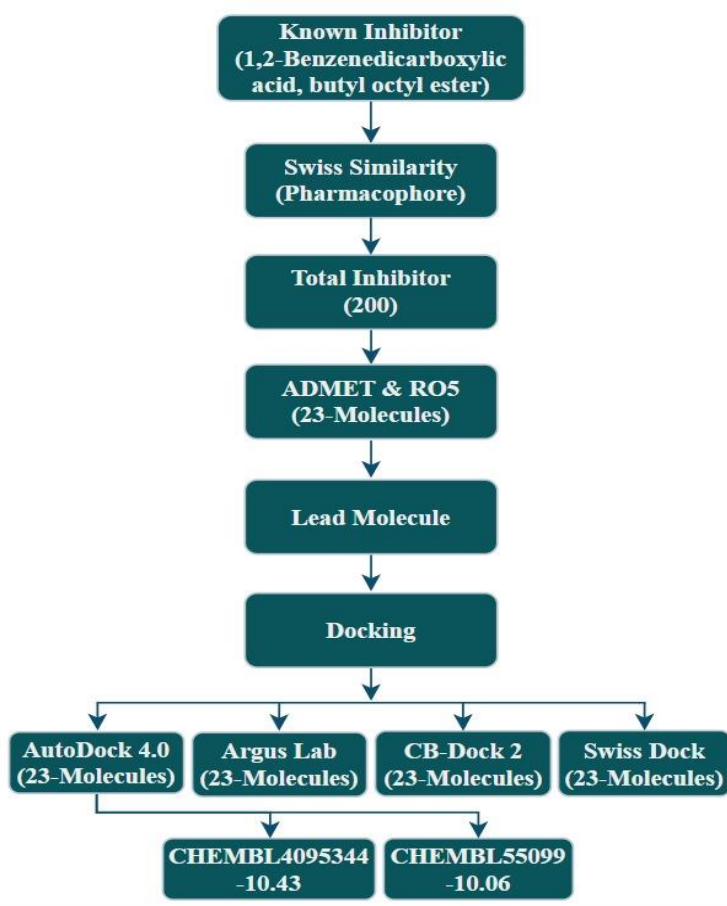 Known Inhibitor
(1,2-Benzenedicarboxylic
acid, butyl octyl ester)
Swiss Similarity
(Pharmacophore)
Total Inhibitor
(200)
ADMET & RO5
(23-Molecules)
Lead Molecule
Docking
AutoDock 4.0
(23-Molecules)
Argus Lab
(23-Molecules)
CB-Dock 2
(23-Molecules)
Swiss Dock
(23-Molecules)
CHEMBL4095344
-10.43
CHEMBL55099
-10.06